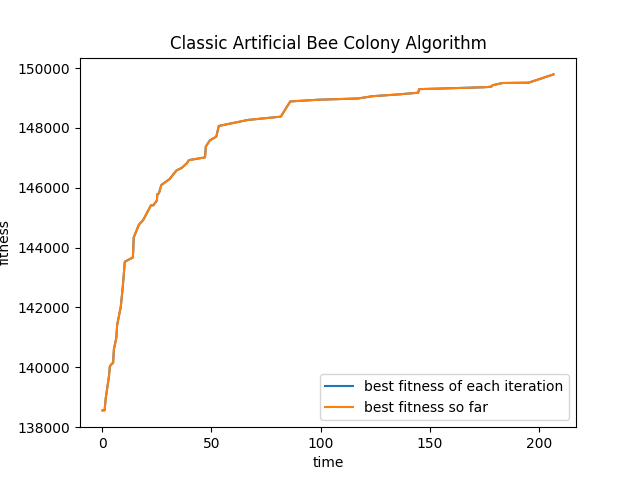 Classic Artificial Bee Colony Algorithm
150000
148000
146000
144000
142000
140000
138000
fitness
0
50
100
150
200
time
best fitness of each iteration
best fitness so far